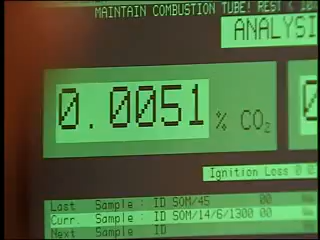 MAINTAIN COMBUSTION TUBE! REST <
ANALYSI
0.0051 % CO2
Ignition Loss 0
Last Sample : ID SOM/45 00
Curr. Sample : ID SOM/14/6/1300 00
Next Sample : ID